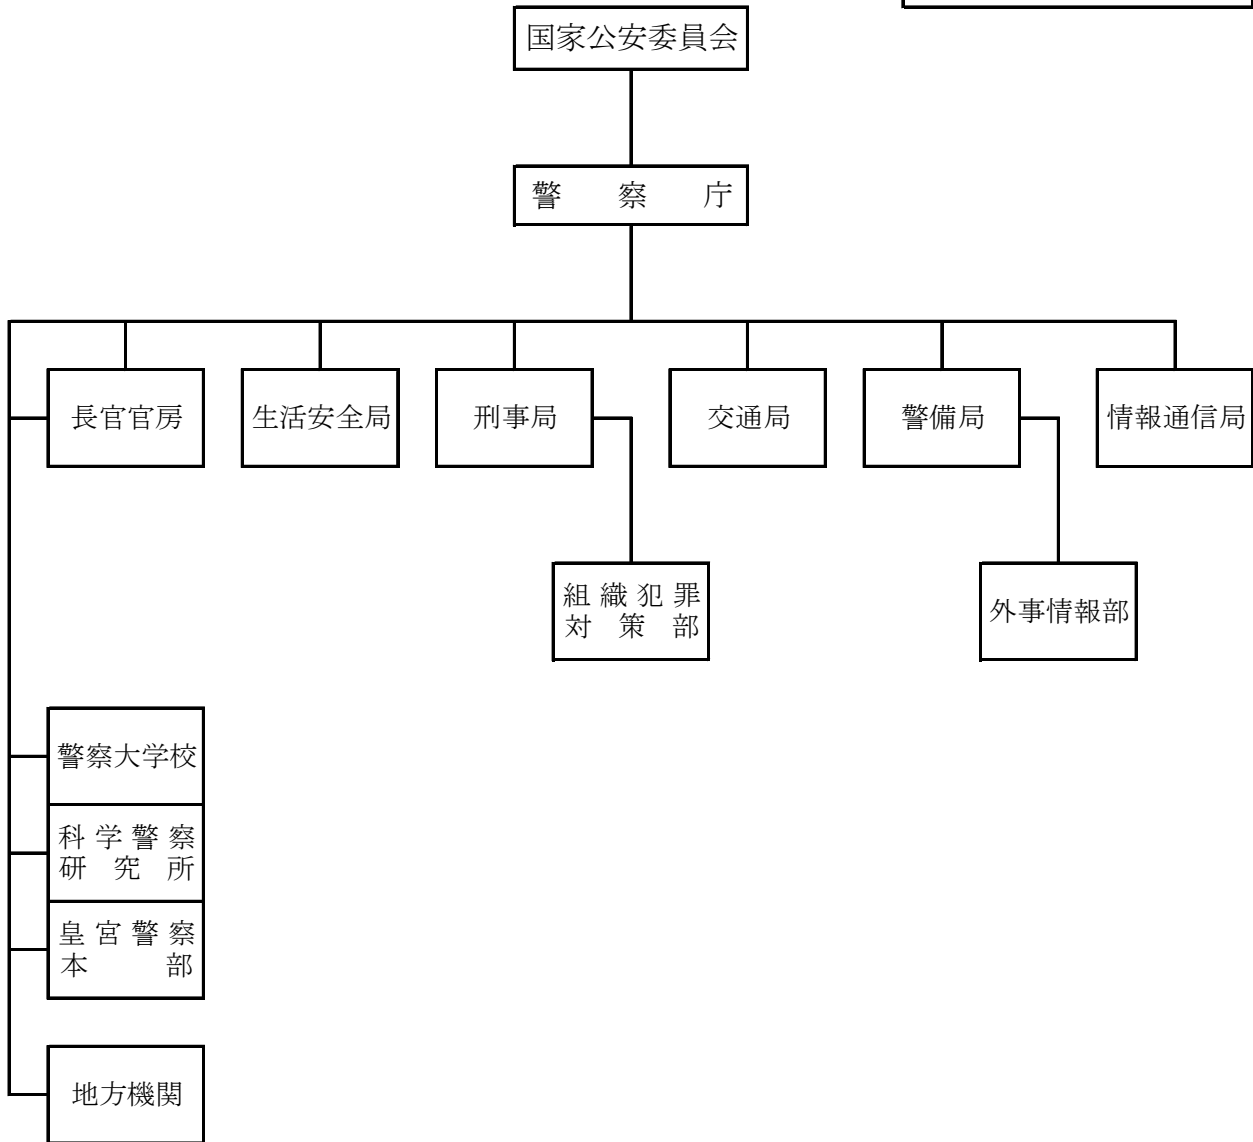 国家公安委員会
警察庁
長官官房
生活安全局
刑事局
交通局
警備局
情報通信局
組織犯罪
対策部
外事情報部
警察大学校
科学警察
研究所
皇宮警察
本部
地方機関